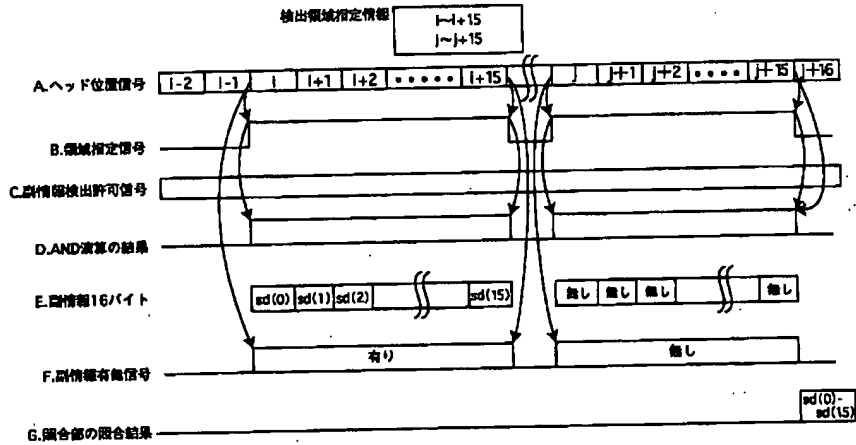 検出領域指定情報
i~i+15
j~j+15
A.ヘッド位置信号 i-2 i-1 i i+1 i+2 ・・・・・ i+15 j j+1 j+2 ・・・・ j+15 j+16
B.領域指定信号
C.副情報検出許可信号
D.AND演算の結果
E.副情報16バイト sd(0) sd(1) sd(2) sd(15) 無し 無し 無し 無し
F.副情報有無信号 有り 無し
G.照合部の照合結果 sd(0)-
sd(15)